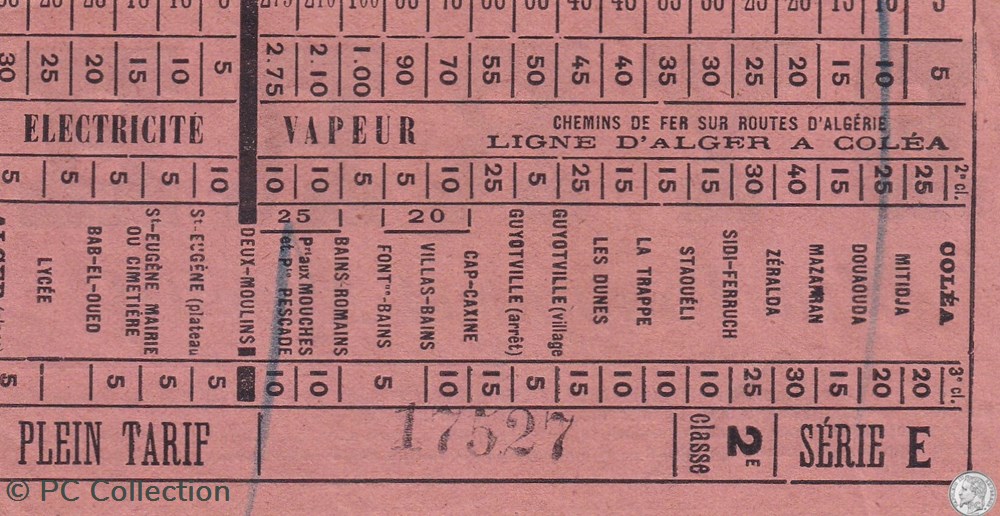 2.75 2.10 1.00 90 70 55 50 45 40 35 30 25 20 15 10 5
30 25 20 15 10 5
ELECTRICITÉ
VAPEUR
CHEMINS DE FER SUR ROUTES D'ALGÉRIE
LIGNE D'ALGER A COLÉA
5 5 5 5 5 10 10 10 5 5 10 25 5 25 15 15 15 30 40 15 25 25 2e cl.
25 20
LYCÉE
BAB-EL-OUED
St-EUGÈNE MAIRIE
OU CIMETIÈRE
St-EUGÈNE (plateau
DEUX-MOULINS
et Pte PESCADE
Pts aux MOUCHES
BAINS-ROMAINS
FONTne-BAINS
VILLAS-BAINS
CAP-CAXINE
GUYOTVILLE (arrêt)
GUYOTVILLE (village
LES DUNES
LA TRAPPE
STAOUÉLI
SIDI-FERRUCH
ZÉRALDA
MAZAFRAN
DOUAOUDA
MITIDJA
COLÉA
5 5 5 5 10 10 5 10 15 5 15 10 10 10 25 30 15 20 20 3e cl.
PLEIN TARIF
17527
classe
2E
SÉRIE E
© PC Collection